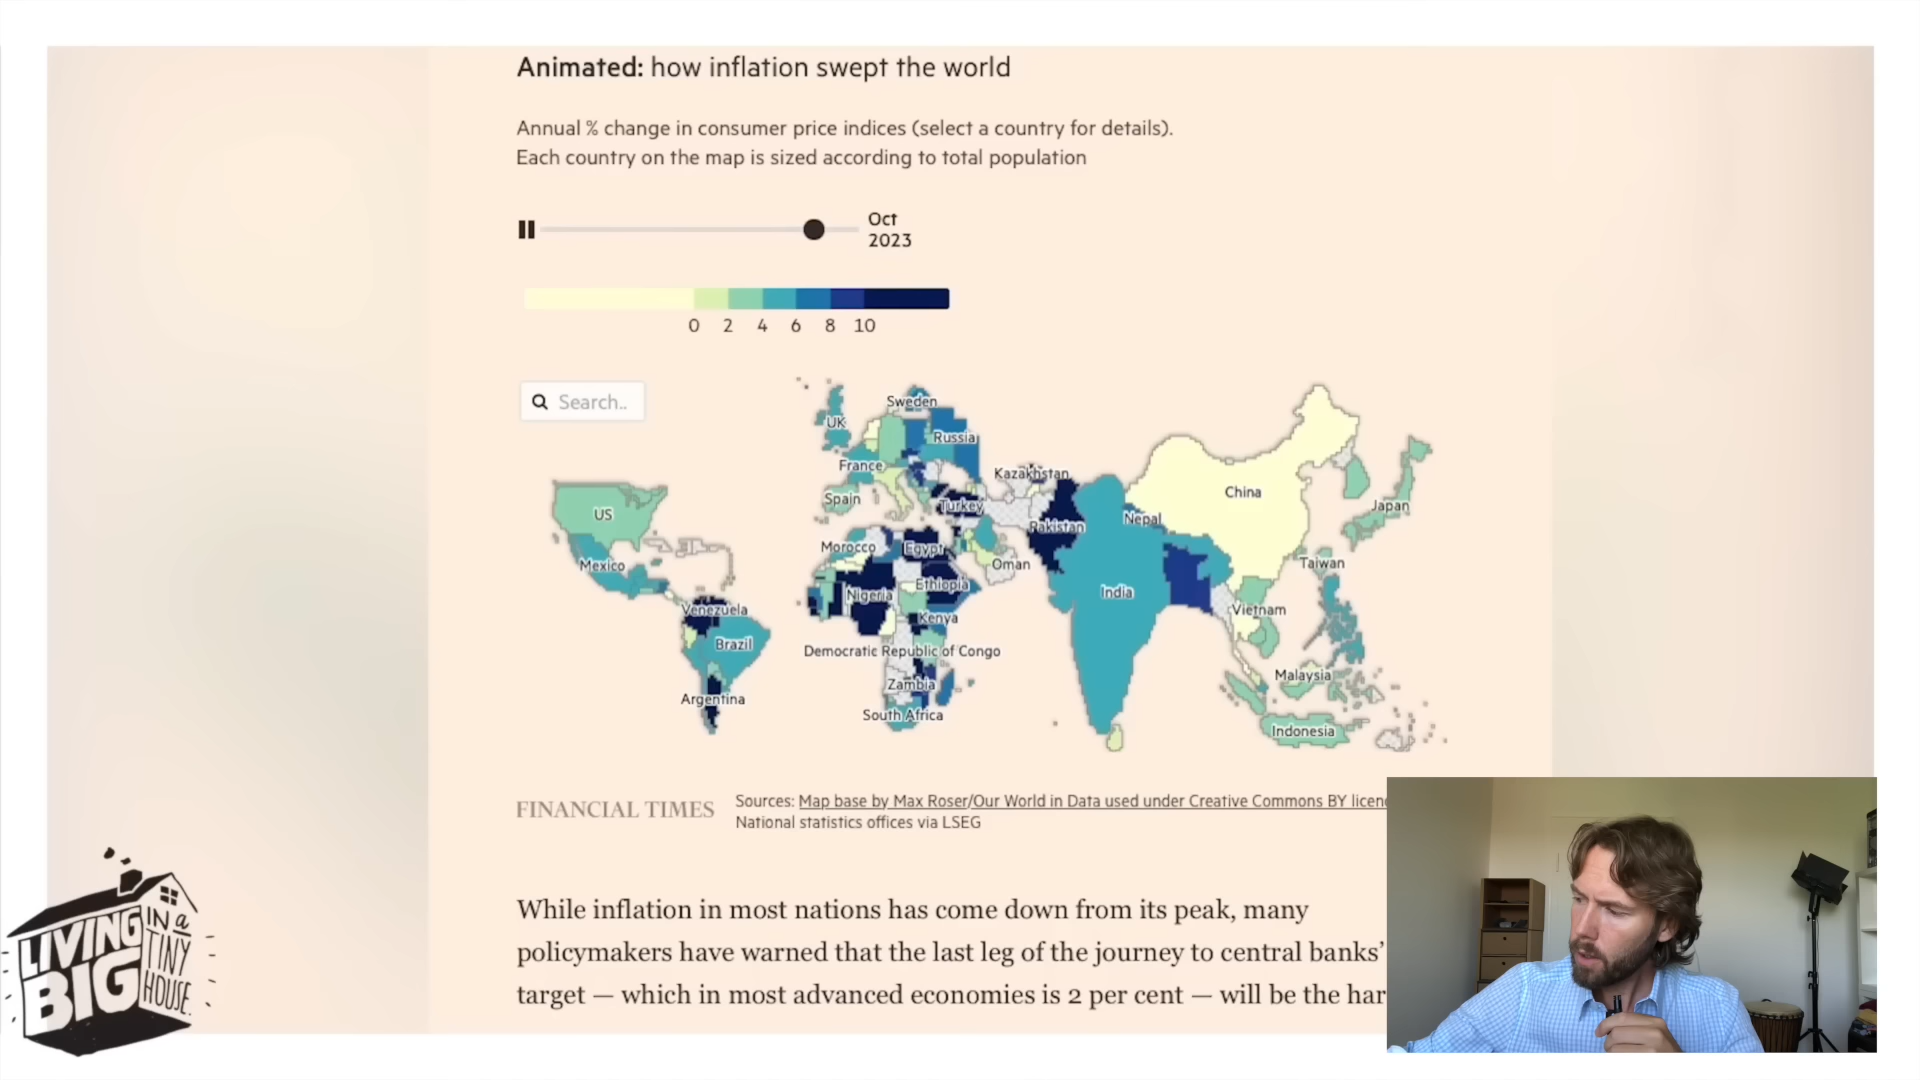 Animated: how inflation swept the world
Annual % change in consumer price indices (select a country for details).
Each country on the map is sized according to total population
Oct
2023
0 2 4 6 8 10
Search..
Sweden
UK
Russia
France
Kazakhstan
Spain
China
US
Turkey
Japan
Pakistan
Nepal
Morocco
Egypt
Mexico
Oman
Taiwan
Ethiopia
Nigeria
India
Venezuela
Kenya
Vietnam
Brazil
Democratic Republic of Congo
Malaysia
Zambia
Argentina
South Africa
Indonesia
FINANCIAL TIMES
Sources: Map base by Max Roser/Our World in Data used under Creative Commons BY licenc
National statistics offices via LSEG
While inflation in most nations has come down from its peak, many
policymakers have warned that the last leg of the journey to central banks’
target — which in most advanced economies is 2 per cent — will be the har
LIVING
BIG
IN a
TINY
HOUSE